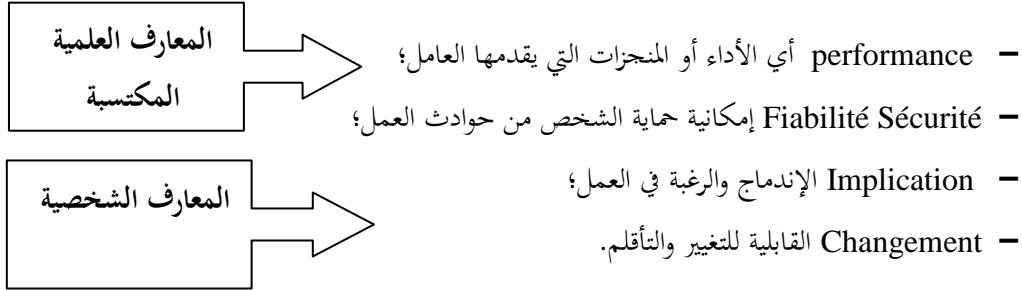 المعارف العلمية
المكتسبة
- performance أي الأداء أو المنجزات التي يقدمها العامل؛
- Fiabilité Sécurité إمكانية حماية الشخص من حوادث العمل؛
المعارف الشخصية
- Implication الإندماج والرغبة في العمل؛
- Changement القابلية للتغيير والتأقلم.